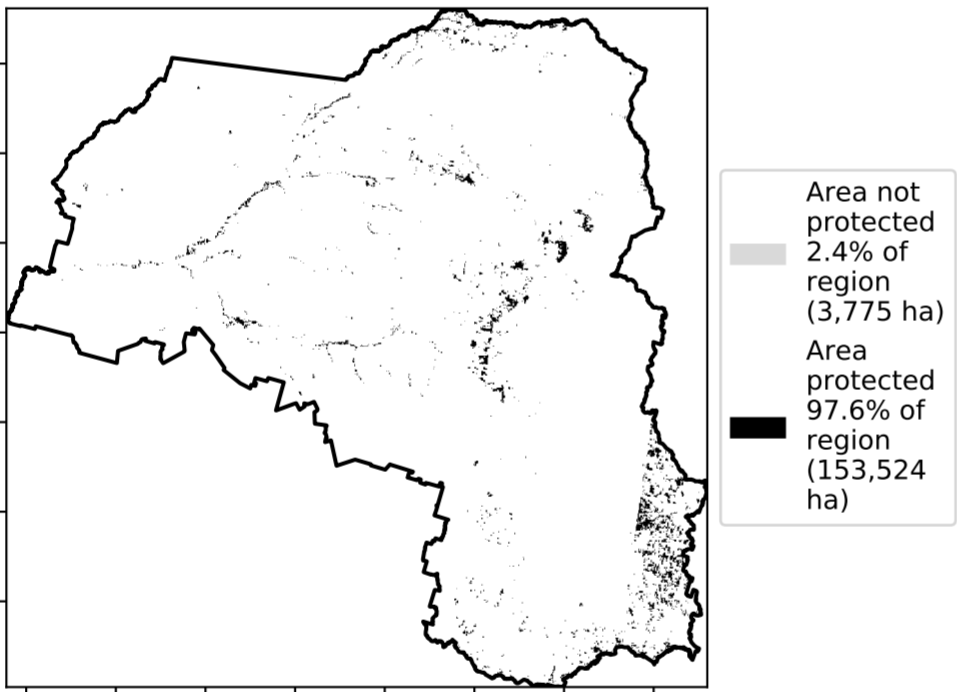 Area not
protected
2.4% of
region
(3,775 ha)
Area
protected
97.6% of
region
(153,524
ha)